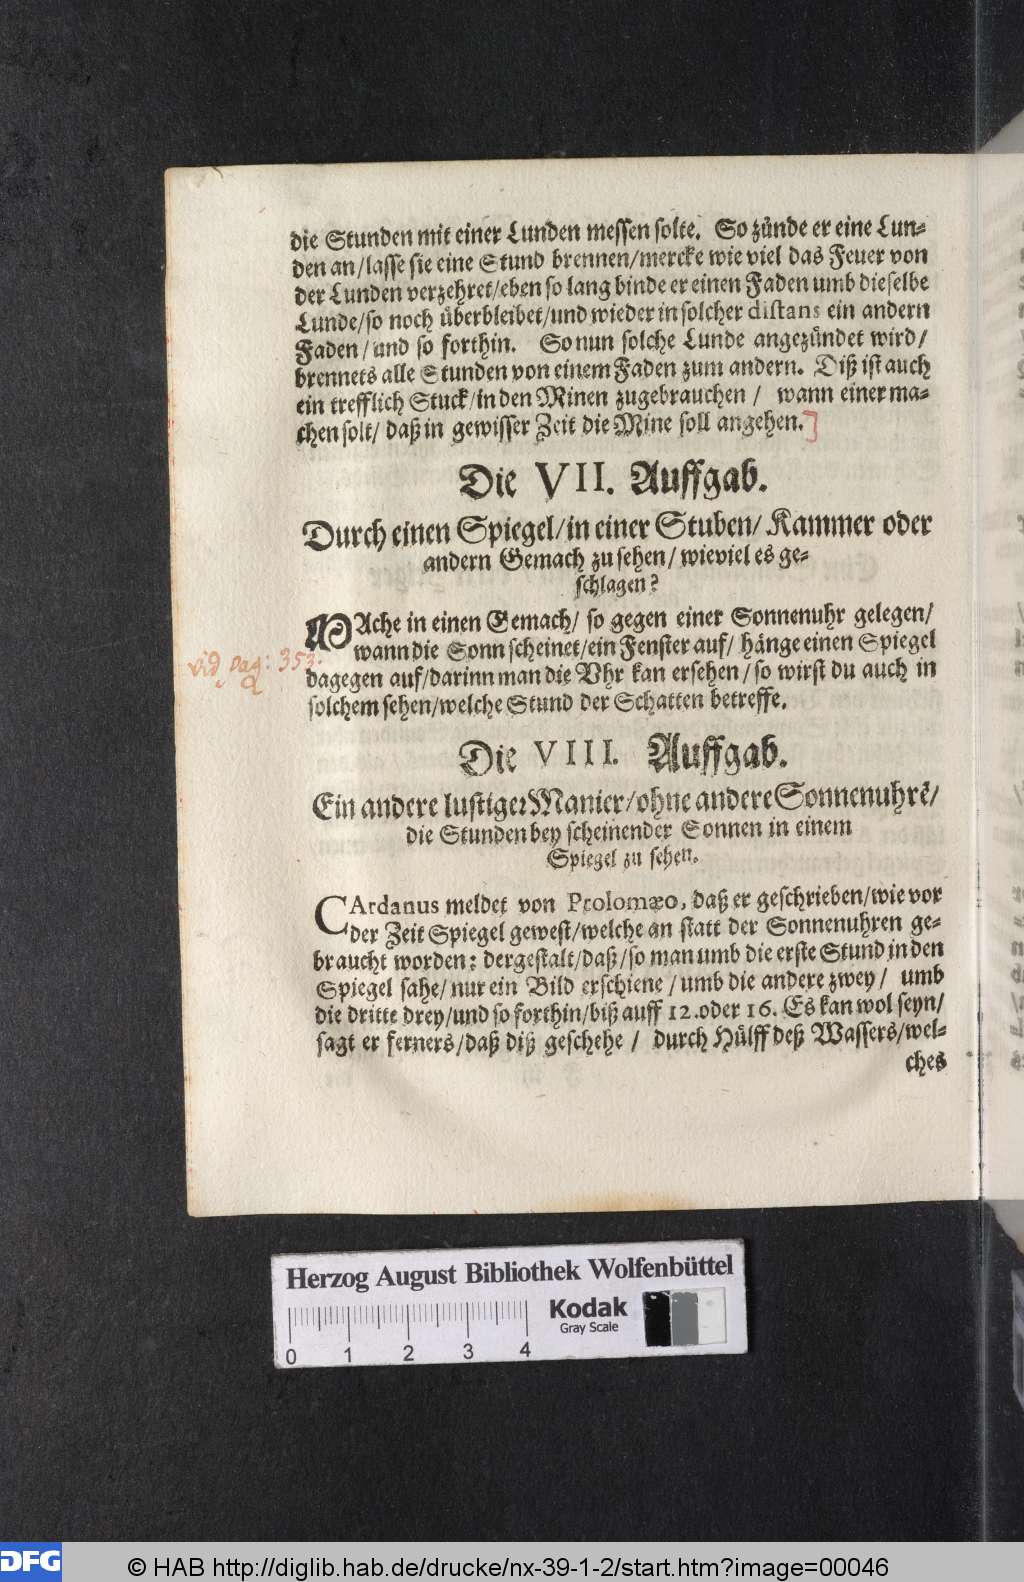 die Stunden mit einer Lunden messen solte. So zünde er eine Lun-
den an/lasse sie eine Stund brennen/mercke wie viel das Feuer von
der Lunden verzehret/eben so lang binde er einen Faden umb dieselbe
Lunde/so noch überbleibet/und wieder in solcher distans ein andern
Faden/und so forthin. So nun solche Lunde angezündet wird/
brennets alle Stunden von einem Faden zum andern. Diß ist auch
ein trefflich Stuck/in den Minen zugebrauchen/ wann einer ma-
chen solt/ daß in gewisser Zeit die Mine soll angehen.]
Die VII. Auffgab.
Durch einen Spiegel/in einer Stuben/ Kammer oder
andern Gemach zu sehen/ wieviel es ge-
schlagen?
MAche in einen Gemach/ so gegen einer Sonnenuhr gelegen/
wann die Sonn scheinet/ein Fenster auf/ hänge einen Spiegel
vid. pag: 353.
dagegen auf/darinn man die Vhr kan ersehen/so wirst du auch in
solchem sehen/welche Stund der Schatten betreffe.
Die VIII. Auffgab.
Ein andere lustiger Manier/ohne andere Sonnenuhrẽ/
die Stunden bey scheinender Sonnen in einem
Spiegel zu sehen.
CArdanus meldet von Ptolomæo, daß er geschrieben/wie vor
der Zeit Spiegel gewest/welche an statt der Sonnenuhren ge-
braucht worden: dergestalt/daß/so man umb die erste Stund in den
Spiegel sahe/nur ein Bild erschiene/umb die andere zwey/ umb
die dritte drey/und so forthin/biß auff 12. oder 16. Es kan wol seyn/
sagt er ferners/daß diß geschehe/ durch Hülff deß Wassers/wel-
ches
Herzog August Bibliothek Wolfenbüttel
Kodak
Gray Scale
0 1 2 3 4
DFG © HAB http://diglib.hab.de/drucke/nx-39-1-2/start.htm?image=00046